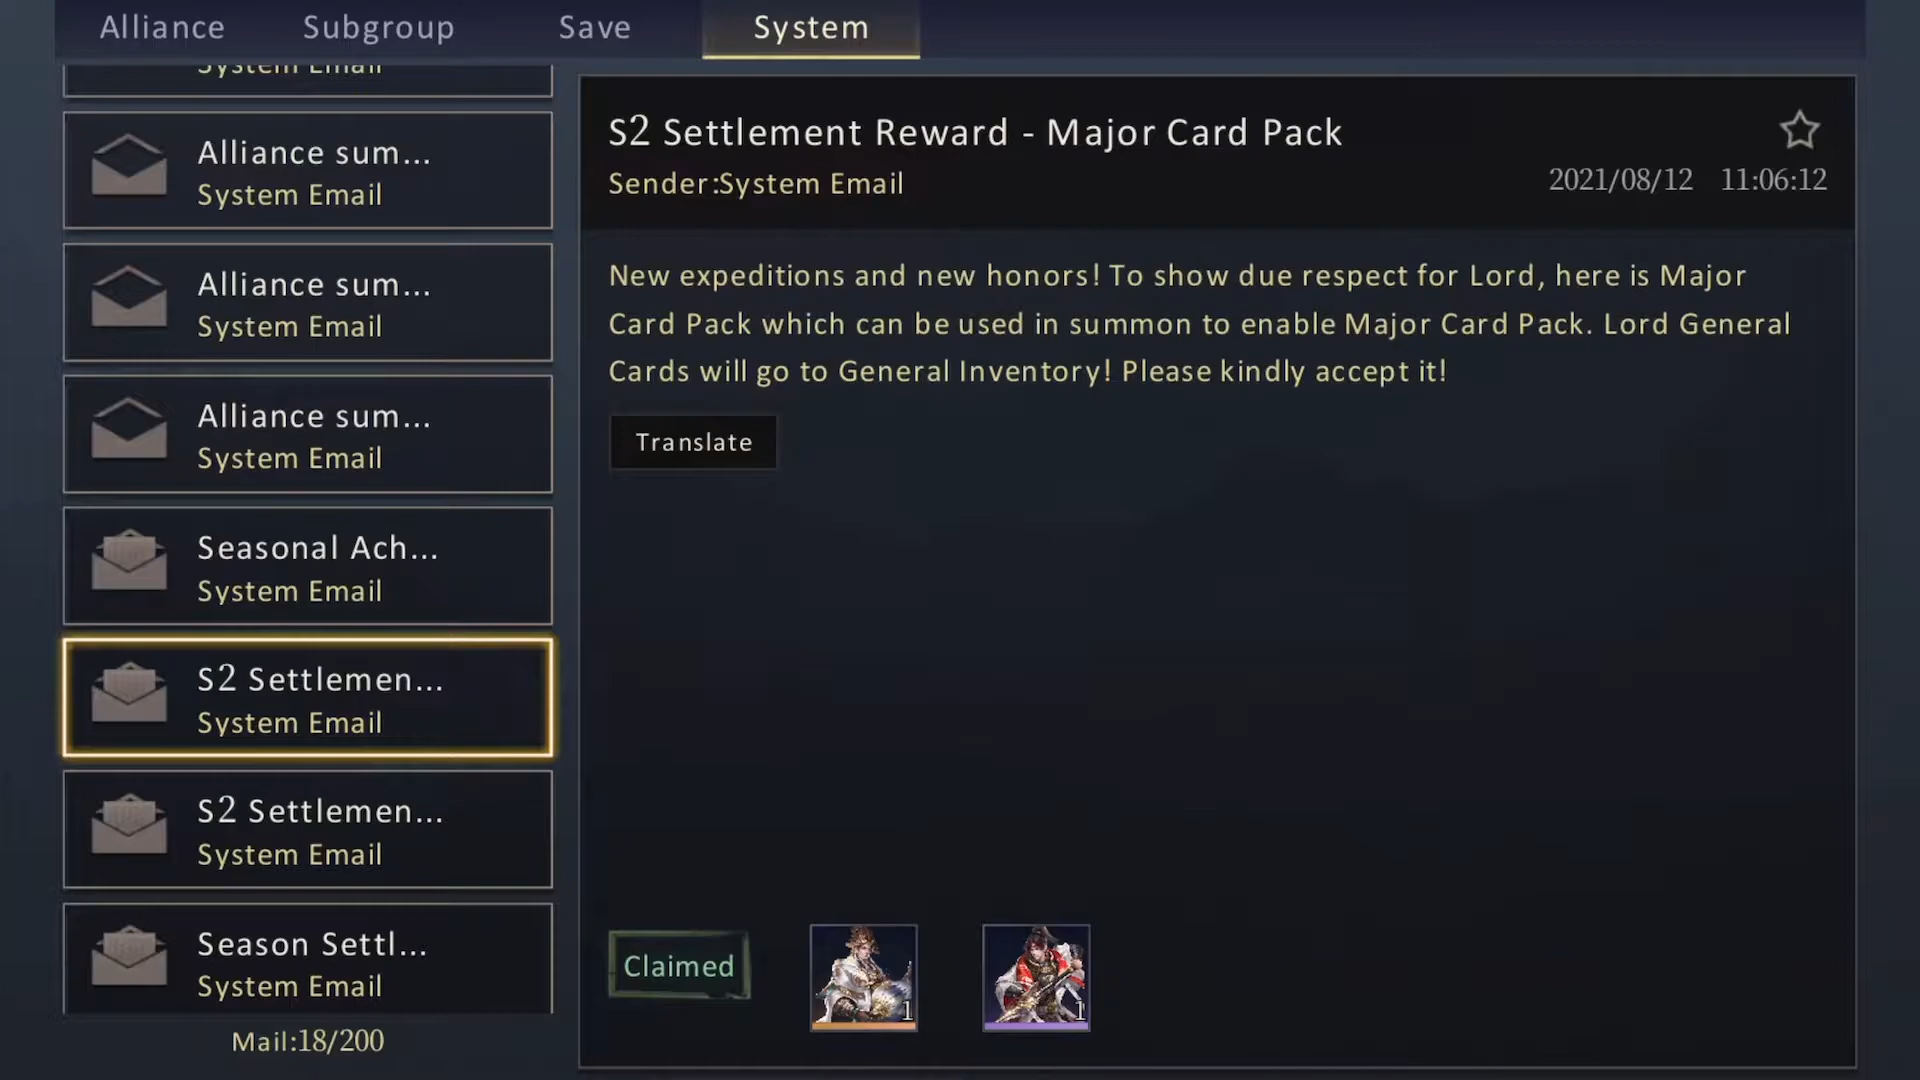 Alliance
Subgroup
Save
System
System Email
Alliance sum...
System Email
Alliance sum...
System Email
Alliance sum...
System Email
Seasonal Ach...
System Email
S2 Settlemen...
System Email
S2 Settlemen...
System Email
Season Settl...
System Email
Mail:18/200
S2 Settlement Reward - Major Card Pack
Sender:System Email
2021/08/12 11:06:12
New expeditions and new honors! To show due respect for Lord, here is Major
Card Pack which can be used in summon to enable Major Card Pack. Lord General
Cards will go to General Inventory! Please kindly accept it!
Translate
Claimed
1
1